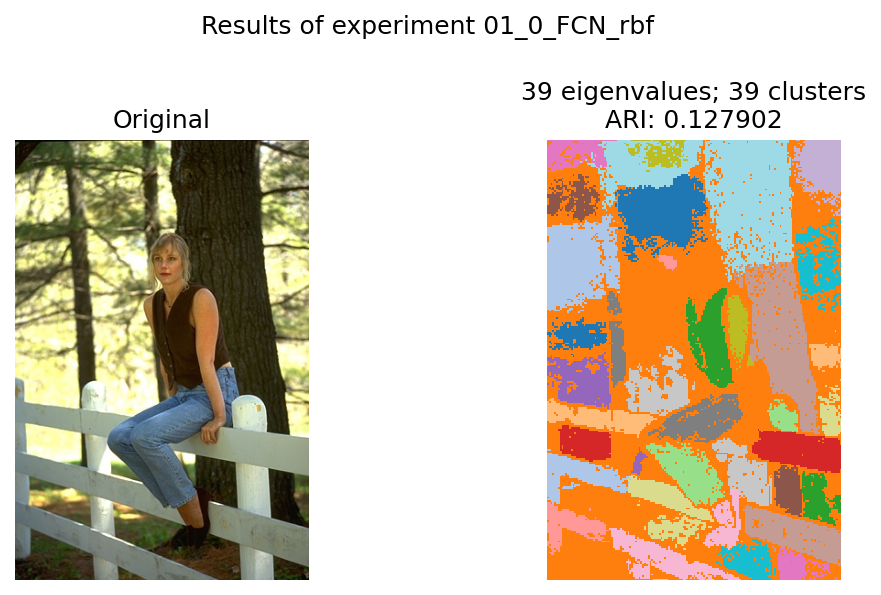 Results of experiment 01_0_FCN_rbf
Original
39 eigenvalues; 39 clusters
ARI: 0.127902